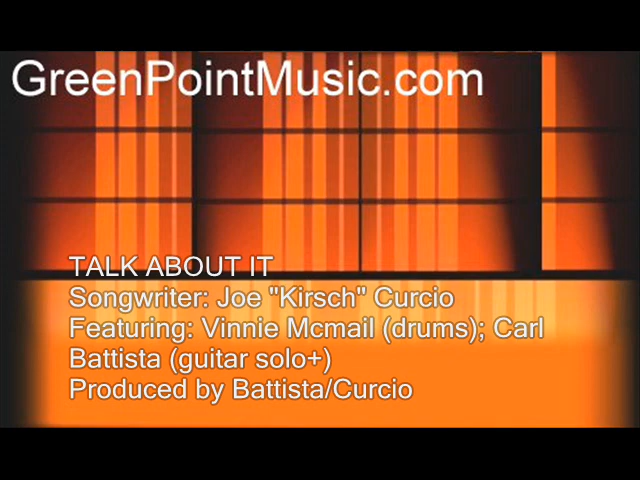 GreenPointMusic.com
TALK ABOUT IT
Songwriter: Joe "Kirsch" Curcio
Featuring: Vinnie Mcmail (drums); Carl
Battista (guitar solo+)
Produced by Battista/Curcio